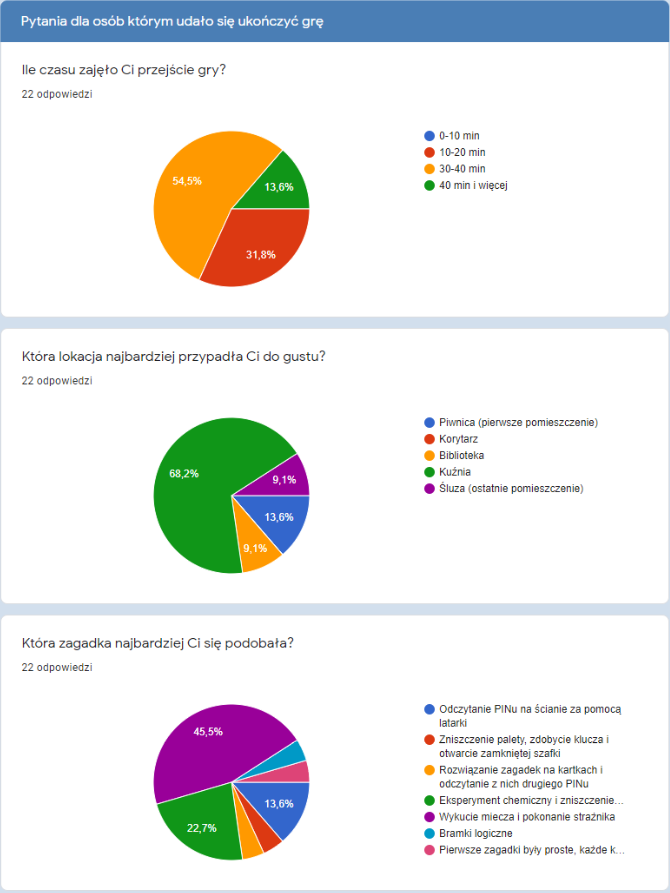 Pytania dla osób którym udało się ukończyć grę
Ile czasu zajęło Ci przejście gry?
22 odpowiedzi
0-10 min
10-20 min
30-40 min
40 min i więcej
54,5%
13,6%
31,8%
Która lokacja najbardziej przypadła Ci do gustu?
22 odpowiedzi
Piwnica (pierwsze pomieszczenie)
Korytarz
Biblioteka
Kuźnia
Śluza (ostatnie pomieszczenie)
68,2%
9,1%
13,6%
9,1%
Która zagadka najbardziej Ci się podobała?
22 odpowiedzi
Odczytanie PINu na ścianie za pomocą
latarki
Zniszczenie palety, zdobycie klucza i
otwarcie zamkniętej szafki
Rozwiązanie zagadek na kartkach i
odczytanie z nich drugiego PINu
Eksperyment chemiczny i zniszczenie…
Wykucie miecza i pokonanie strażnika
Bramki logiczne
Pierwsze zagadki były proste, każde k…
45,5%
13,6%
22,7%